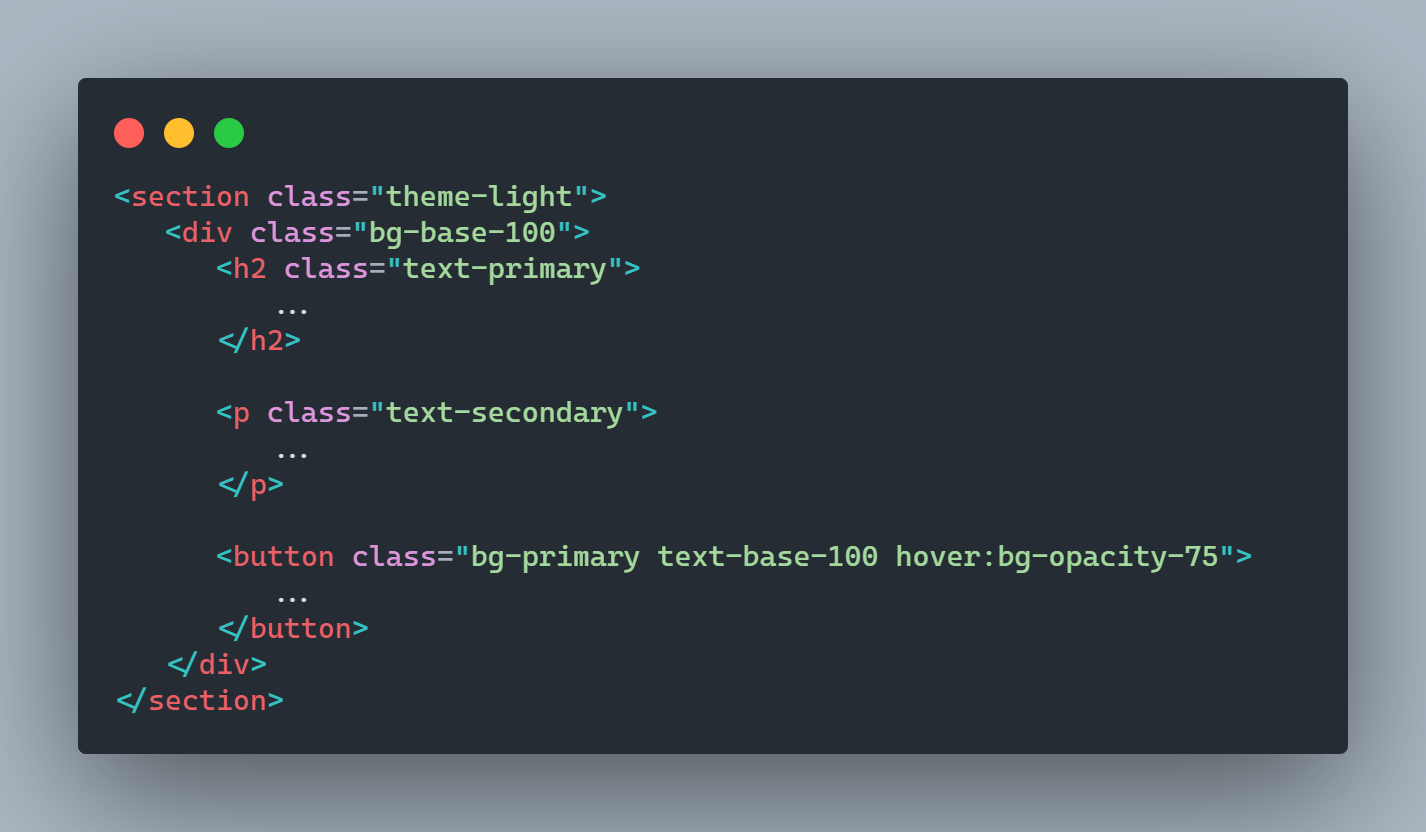 <section class="theme-light">
   <div class="bg-base-100">
      <h2 class="text-primary">
         ...
      </h2>

      <p class="text-secondary">
         ...
      </p>

      <button class="bg-primary text-base-100 hover:bg-opacity-75">
         ...
      </button>
   </div>
</section>